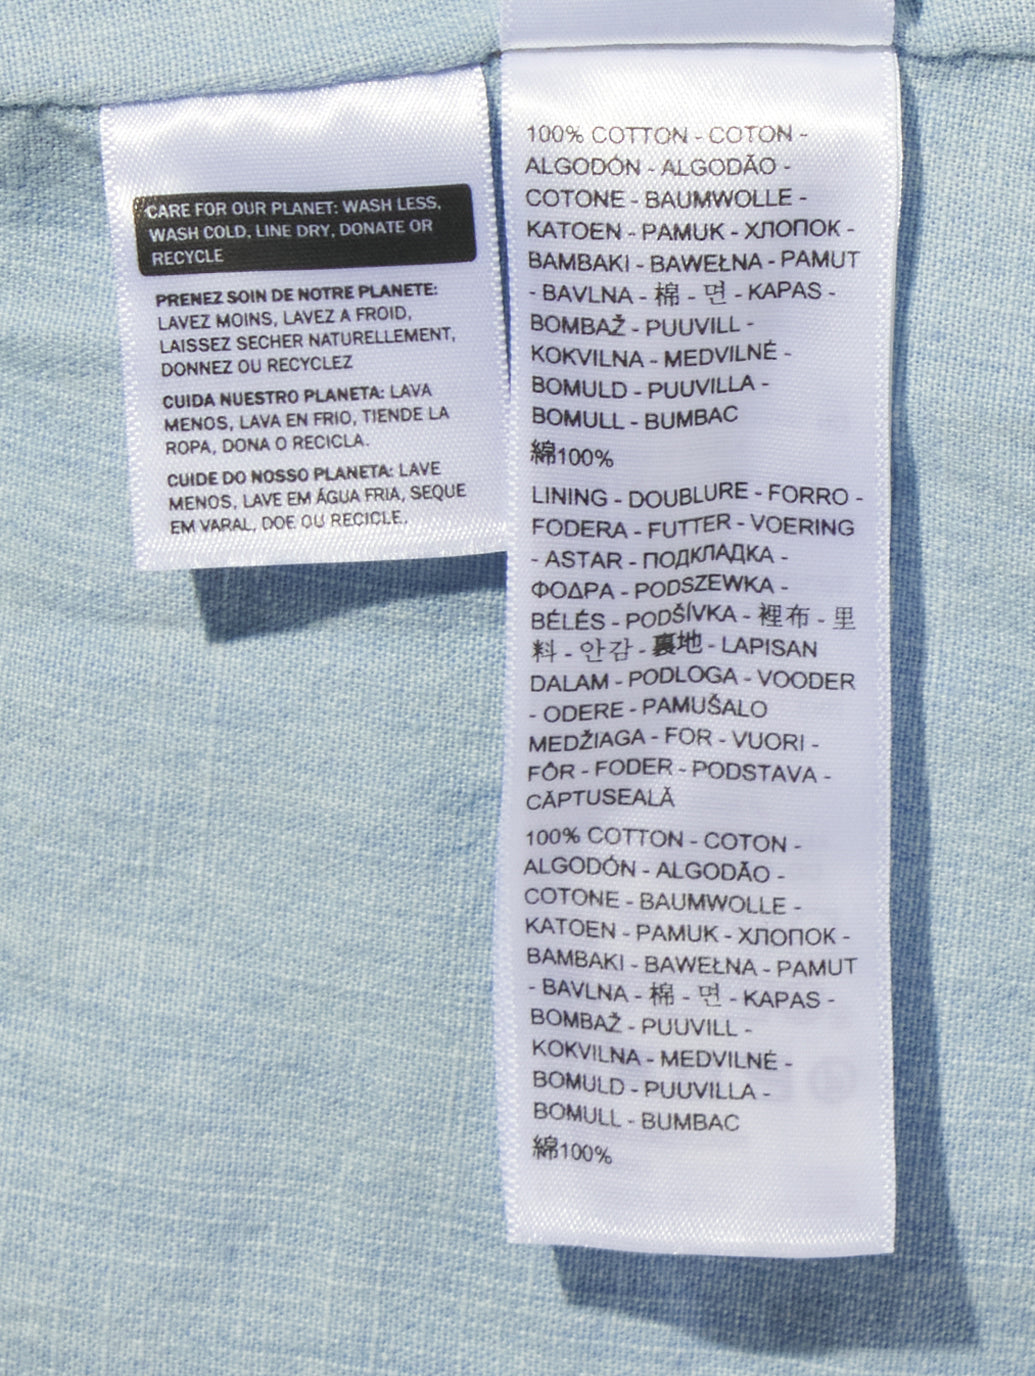 CARE FOR OUR PLANET: WASH LESS,
WASH COLD, LINE DRY, DONATE OR
RECYCLE
PRENEZ SOIN DE NOTRE PLANETE:
LAVEZ MOINS, LAVEZ A FROID,
LAISSEZ SECHER NATURELLEMENT,
DONNEZ OU RECYCLEZ
CUIDA NUESTRO PLANETA: LAVA
MENOS, LAVA EN FRIO, TIENDE LA
ROPA, DONA O RECICLA.
CUIDE DO NOSSO PLANETA: LAVE
MENOS, LAVE EM ÁGUA FRIA, SEQUE
EM VARAL, DOE OU RECICLE.
100% COTTON - COTON -
ALGODÓN - ALGODÃO -
COTONE - BAUMWOLLE -
KATOEN - PAMUK - ХЛОПОК -
BAMBAKI - BAWEŁNA - PAMUT
- BAVLNA - 棉 - 면 - KAPAS -
BOMBAŽ - PUUVILL -
KOKVILNA - MEDVILNĖ -
BOMULD - PUUVILLA -
BOMULL - BUMBAC
綿100%
LINING - DOUBLURE - FORRO -
FODERA - FUTTER - VOERING
- ASTAR - ПОДКЛАДКА -
ΦΟΔΡΑ - PODSZEWKA -
BÉLÉS - PODŠÍVKA - 裡布 - 里
料 - 안감 - 裏地 - LAPISAN
DALAM - PODLOGA - VOODER
- ODERE - PAMUŠALO
MEDŽIAGA - FOR - VUORI -
FÔR - FODER - PODSTAVA -
CĂPTUSEALĂ
100% COTTON - COTON -
ALGODÓN - ALGODÃO -
COTONE - BAUMWOLLE -
KATOEN - PAMUK - ХЛОПОК -
BAMBAKI - BAWEŁNA - PAMUT
- BAVLNA - 棉 - 면 - KAPAS -
BOMBAŽ - PUUVILL -
KOKVILNA - MEDVILNĖ -
BOMULD - PUUVILLA -
BOMULL - BUMBAC
綿100%